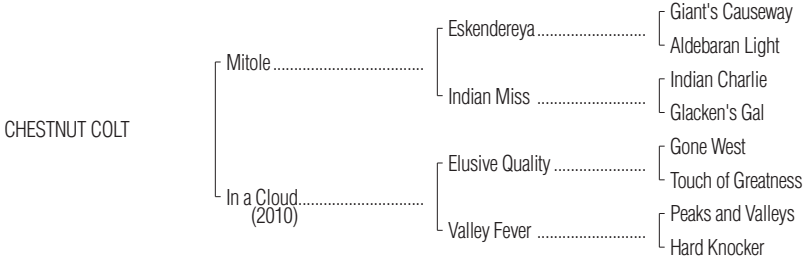 Giant's Causeway
Eskendereya
Aldebaran Light
Mitole
Indian Charlie
Indian Miss
Glacken's Gal
CHESTNUT COLT
Gone West
Elusive Quality
Touch of Greatness
In a Cloud
(2010)
Peaks and Valleys
Valley Fever
Hard Knocker